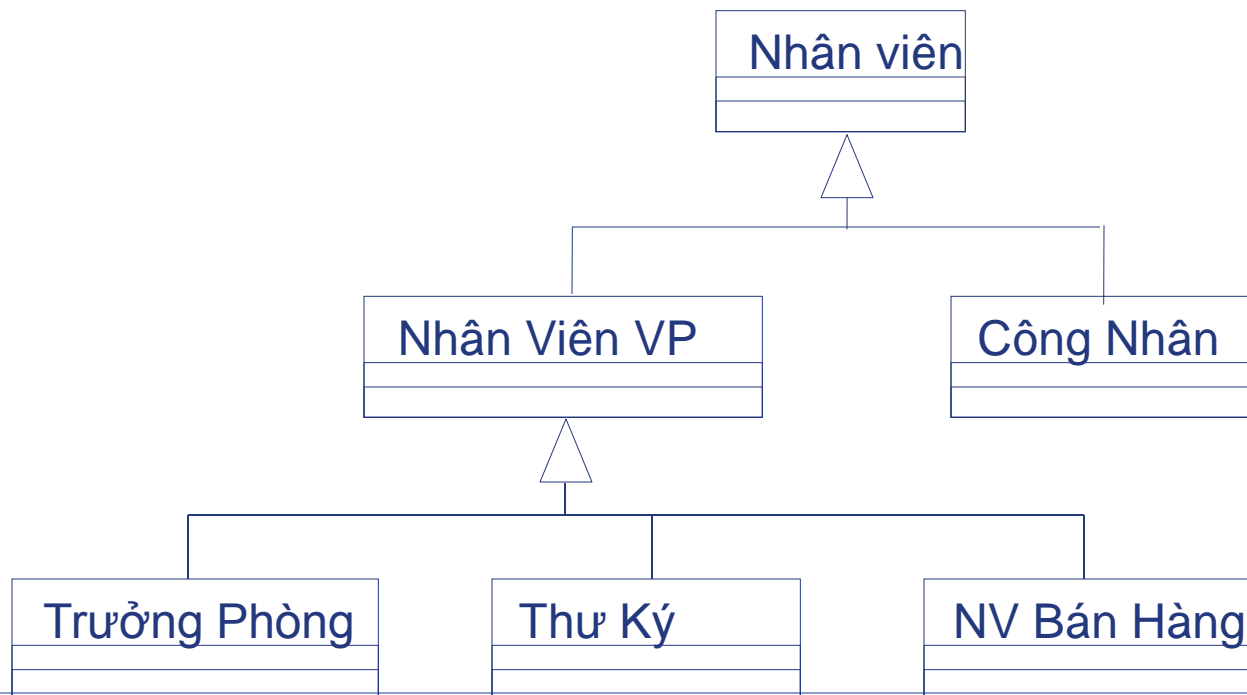 Nhân viên
Nhân Viên VP
Công Nhân
Trưởng Phòng
Thư Ký
NV Bán Hàng